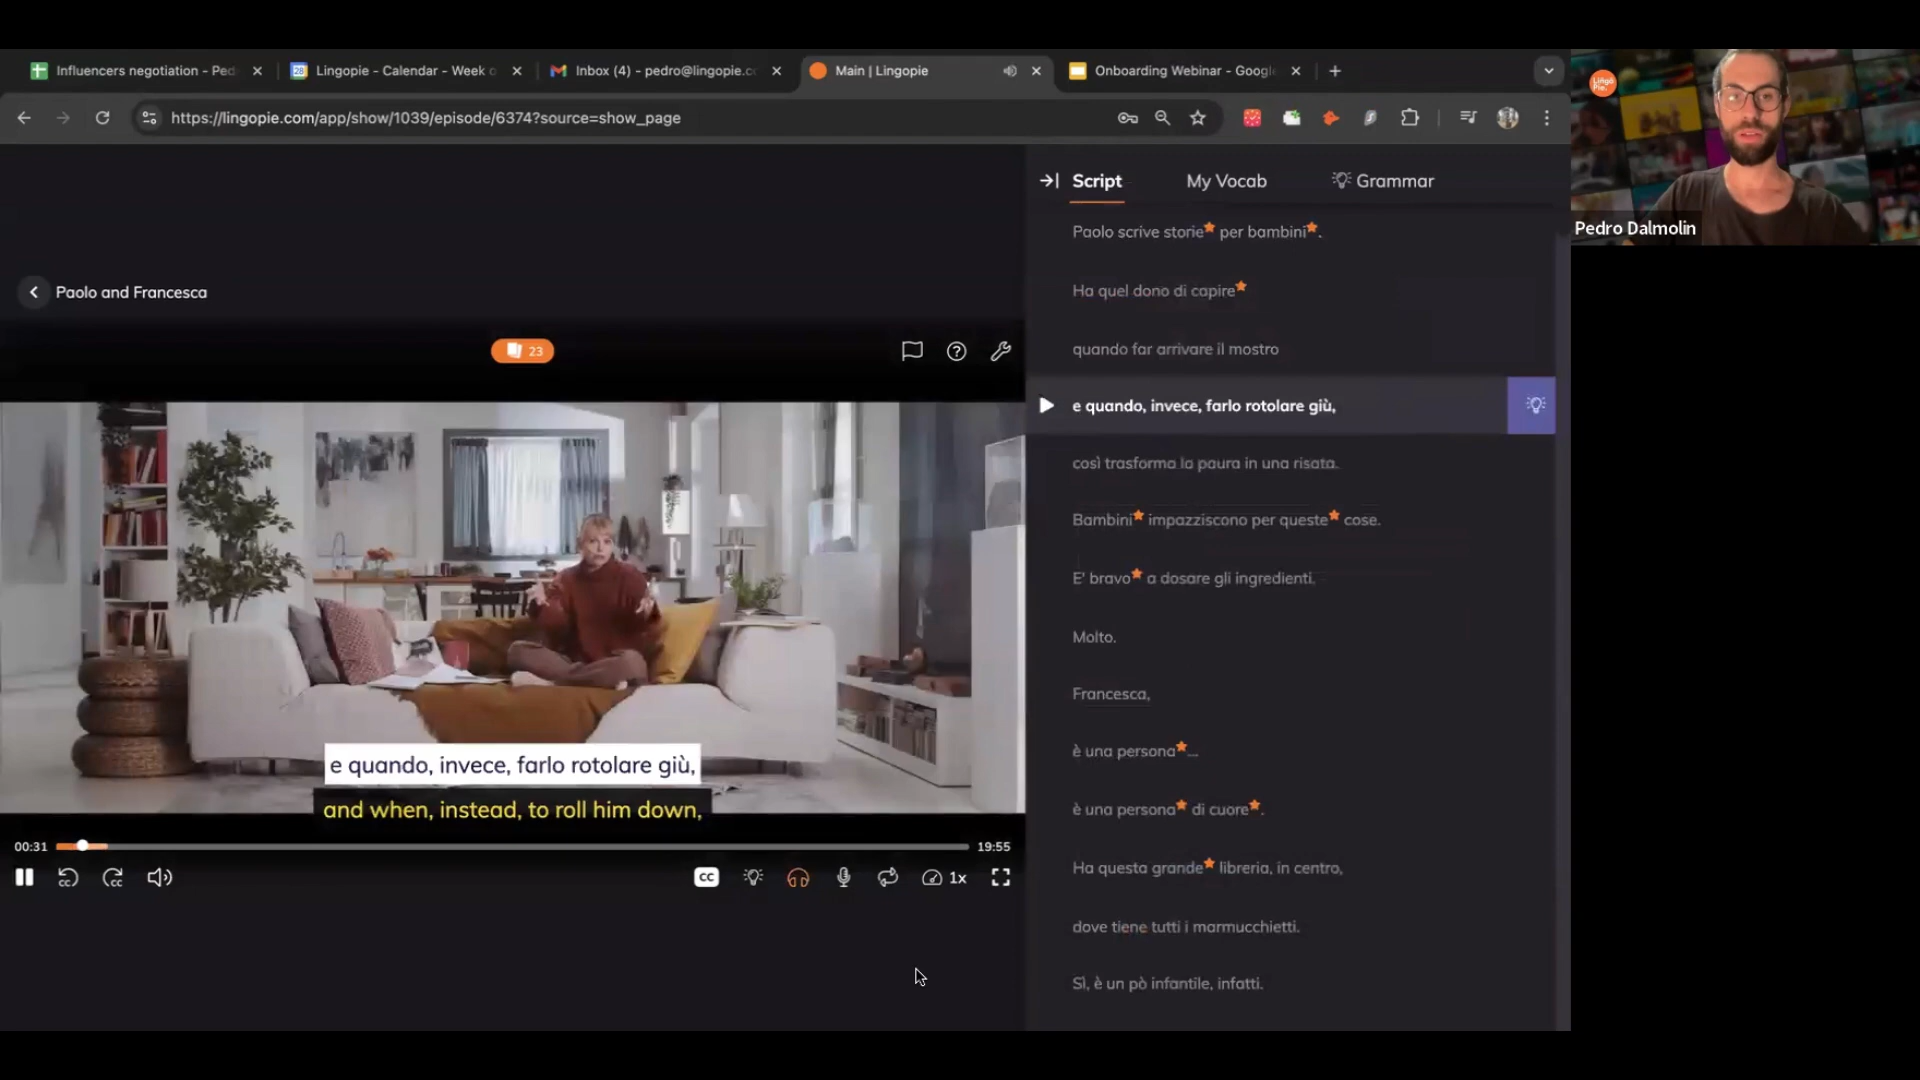 Influencers negotiation - Ped
Lingopie - Calendar - Week o
Inbox (4) - pedro@lingopie.co
Main | Lingopie
Onboarding Webinar - Google
https://lingopie.com/app/show/1039/episode/6374?source=show_page
Pedro Dalmolin
Script
My Vocab
Grammar
Paolo and Francesca
23
Paolo scrive storie per bambini.
Ha quel dono di capire
quando far arrivare il mostro
e quando, invece, farlo rotolare giù,
così trasforma la paura in una risata.
Bambini impazziscono per queste cose.
E' bravo a dosare gli ingredienti.
Molto.
Francesca,
è una persona...
è una persona di cuore.
Ha questa grande libreria, in centro,
dove tiene tutti i marmucchietti.
Sì, è un pò infantile, infatti.
e quando, invece, farlo rotolare giù,
and when, instead, to roll him down,
00:31
19:55
CC
1x